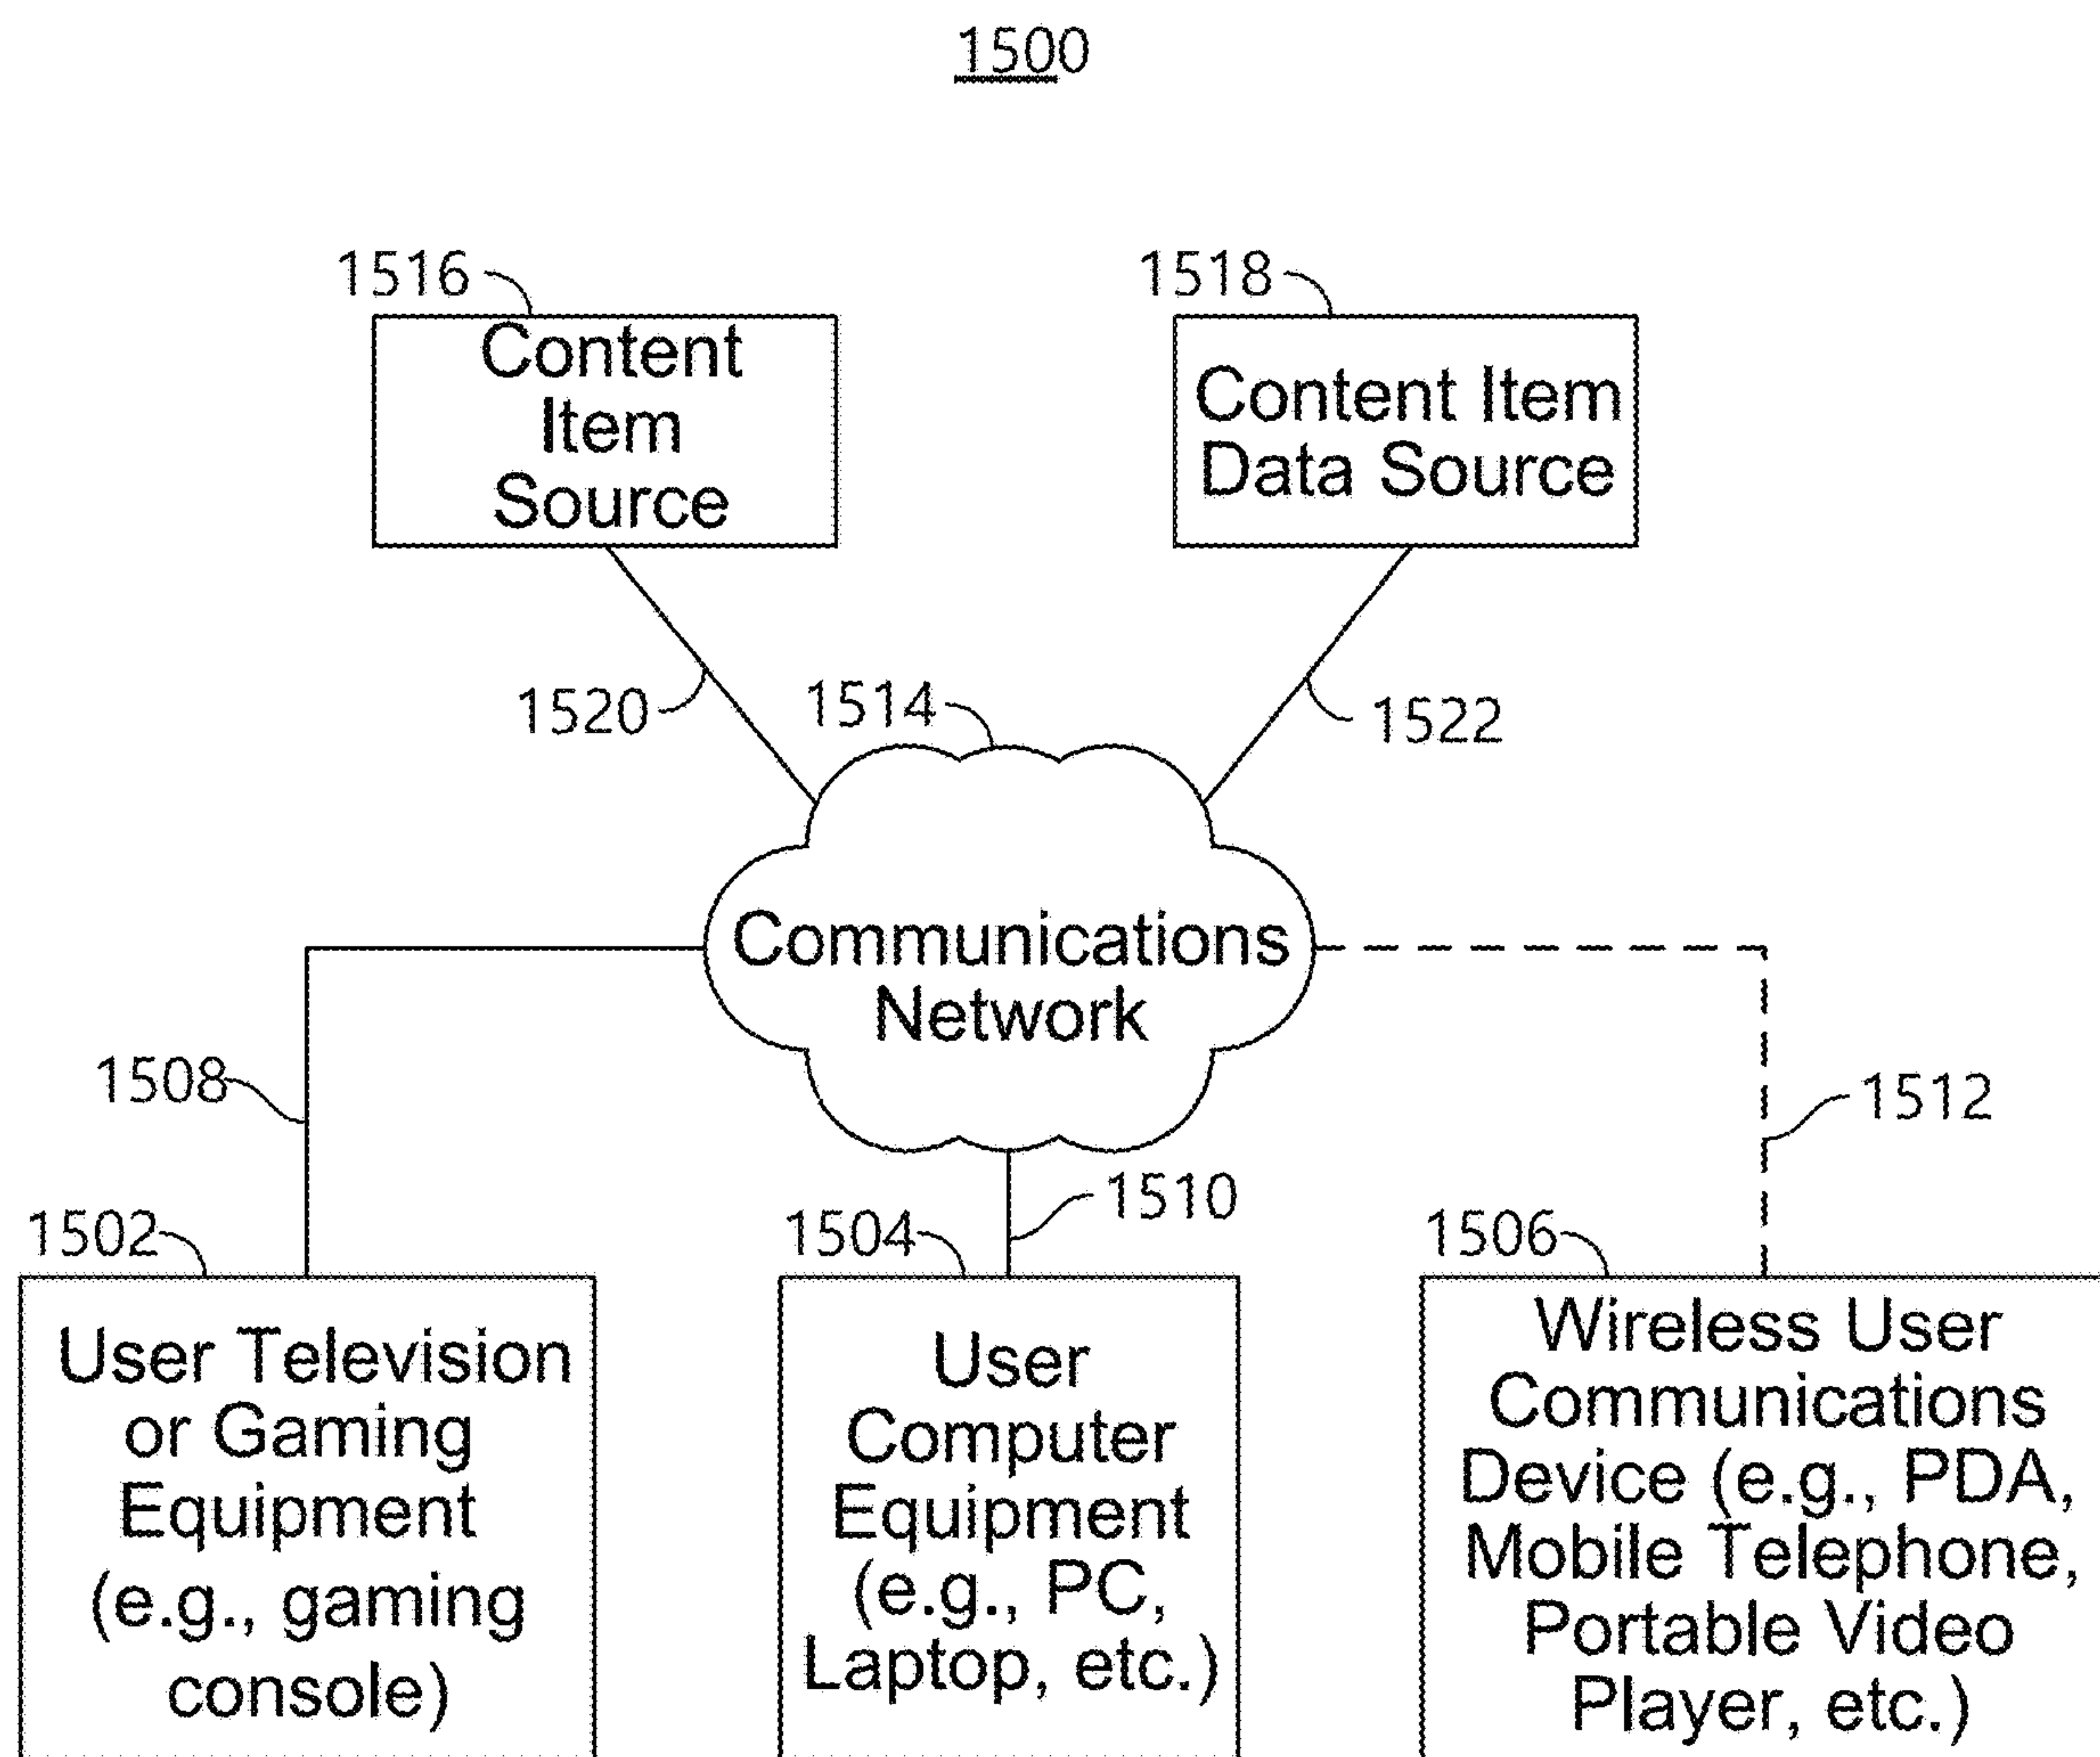 1500
1516
1518
Content
Item
Source
Content Item
Data Source
1520
1514
1522
Communications
Network
1508
1512
1510
1502
1504
1506
User Television
or Gaming
Equipment
(e.g., gaming
console)
User
Computer
Equipment
(e.g., PC,
Laptop, etc.)
Wireless User
Communications
Device (e.g., PDA,
Mobile Telephone,
Portable Video
Player, etc.)